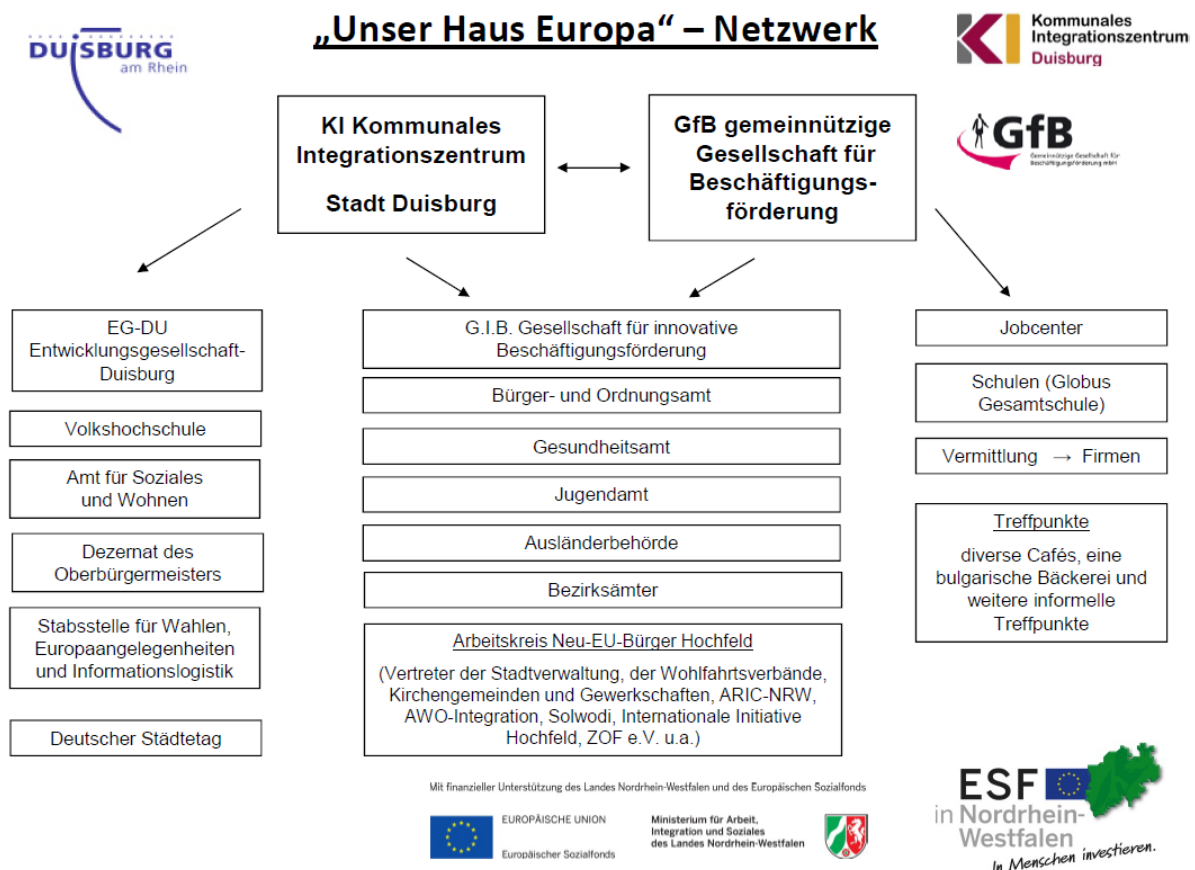 „Unser Haus Europa“ – Netzwerk
DUISBURG
am Rhein
Kommunales
Integrationszentrum
Duisburg
KI
GfB
Gemeinnützige Gesellschaft für
Beschäftigungsförderung mbH
KI Kommunales
Integrationszentrum
Stadt Duisburg
GfB gemeinnützige
Gesellschaft für
Beschäftigungs-
förderung
EG-DU
Entwicklungsgesellschaft-
Duisburg
Volkshochschule
Amt für Soziales
und Wohnen
Dezernat des
Oberbürgermeisters
Stabsstelle für Wahlen,
Europaangelegenheiten
und Informationslogistik
Deutscher Städtetag
G.I.B. Gesellschaft für innovative
Beschäftigungsförderung
Bürger- und Ordnungsamt
Gesundheitsamt
Jugendamt
Ausländerbehörde
Bezirksämter
Arbeitskreis Neu-EU-Bürger Hochfeld
(Vertreter der Stadtverwaltung, der Wohlfahrtsverbände,
Kirchengemeinden und Gewerkschaften, ARIC-NRW,
AWO-Integration, Solwodi, Internationale Initiative
Hochfeld, ZOF e.V. u.a.)
Jobcenter
Schulen (Globus
Gesamtschule)
Vermittlung → Firmen
Treffpunkte
diverse Cafés, eine
bulgarische Bäckerei und
weitere informelle
Treffpunkte
Mit finanzieller Unterstützung des Landes Nordrhein-Westfalen und des Europäischen Sozialfonds
EUROPÄISCHE UNION
Europäischer Sozialfonds
Ministerium für Arbeit,
Integration und Soziales
des Landes Nordrhein-Westfalen
ESF
in Nordrhein-
Westfalen
In Menschen investieren.